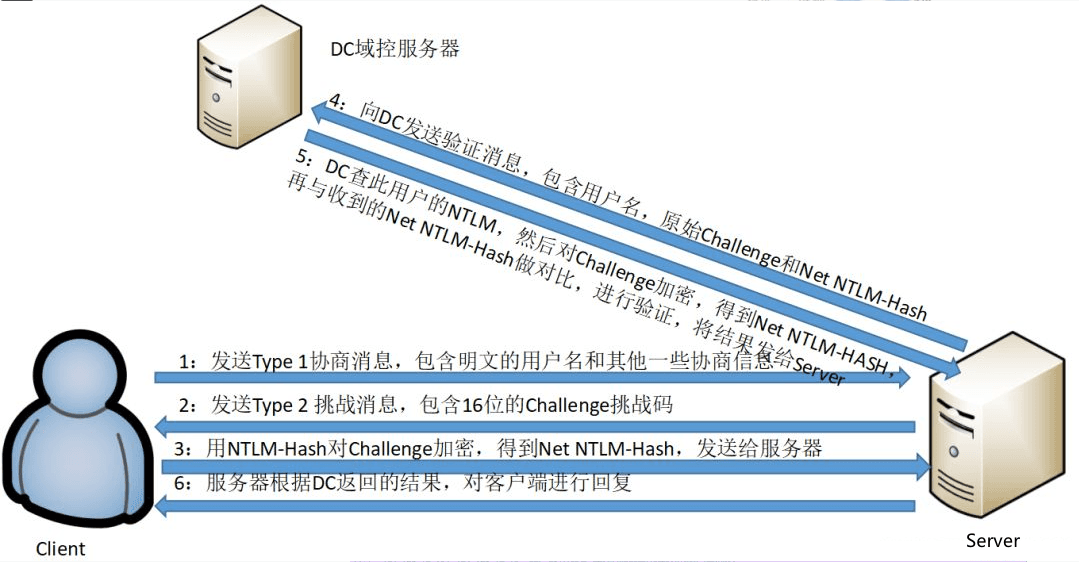 DC域控服务器
4：向DC发送验证消息，包含用户名，原始Challenge和Net NTLM-Hash
5：DC查此用户的NTLM，然后对Challenge加密，得到Net NTLM-HASH，
再与收到的Net NTLM-Hash做对比，进行验证，将结果发给Server
1：发送Type 1协商消息，包含明文的用户名和其他一些协商信息
2：发送Type 2 挑战消息，包含16位的Challenge挑战码
3：用NTLM-Hash对Challenge加密，得到Net NTLM-Hash，发送给服务器
6：服务器根据DC返回的结果，对客户端进行回复
Client
Server